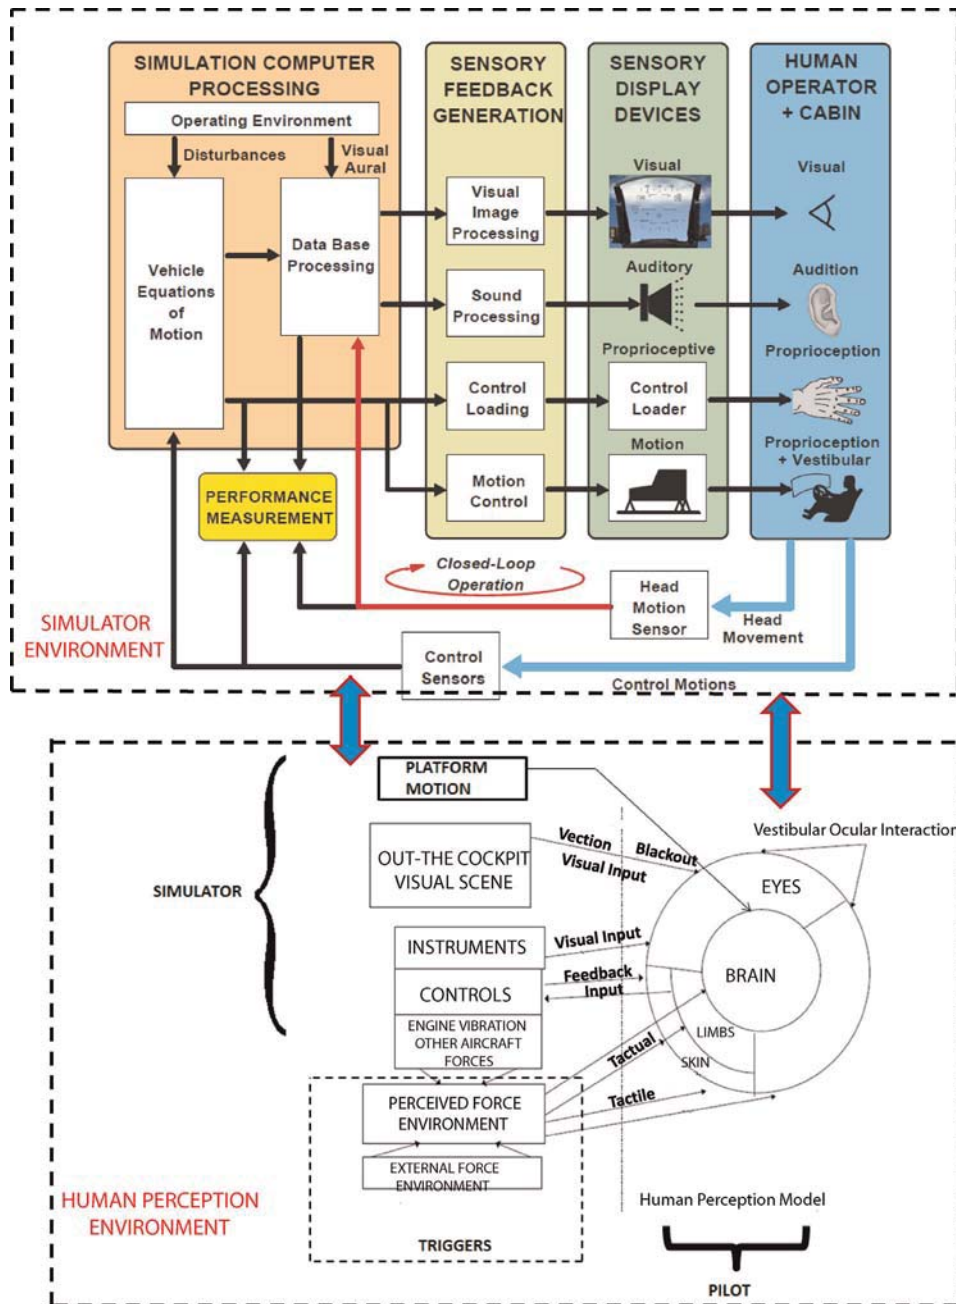 SIMULATION COMPUTER
PROCESSING
Operating Environment
Disturbances
Visual
Aural
Vehicle
Equations
of
Motion
Data Base
Processing
SENSORY
FEEDBACK
GENERATION
Visual
Image
Processing
Sound
Processing
Control
Loading
Motion
Control
SENSORY
DISPLAY
DEVICES
Visual
Auditory
Proprioceptive
Control
Loader
Motion
HUMAN
OPERATOR
+ CABIN
Visual
Audition
Proprioception
Proprioception
+ Vestibular
PERFORMANCE
MEASUREMENT
Closed-Loop
Operation
Head
Motion
Sensor
Head
Movement
Control
Sensors
Control Motions
SIMULATOR
ENVIRONMENT
PLATFORM
MOTION
OUT-THE COCKPIT
VISUAL SCENE
SIMULATOR
INSTRUMENTS
CONTROLS
ENGINE VIBRATION
OTHER AIRCRAFT
FORCES
PERCEIVED FORCE
ENVIRONMENT
EXTERNAL FORCE
ENVIRONMENT
TRIGGERS
Vection
Blackout
Visual Input
Visual Input
Feedback
Input
Tactual
Tactile
Vestibular Ocular Interaction
EYES
BRAIN
LIMBS
SKIN
Human Perception Model
PILOT
HUMAN PERCEPTION
ENVIRONMENT